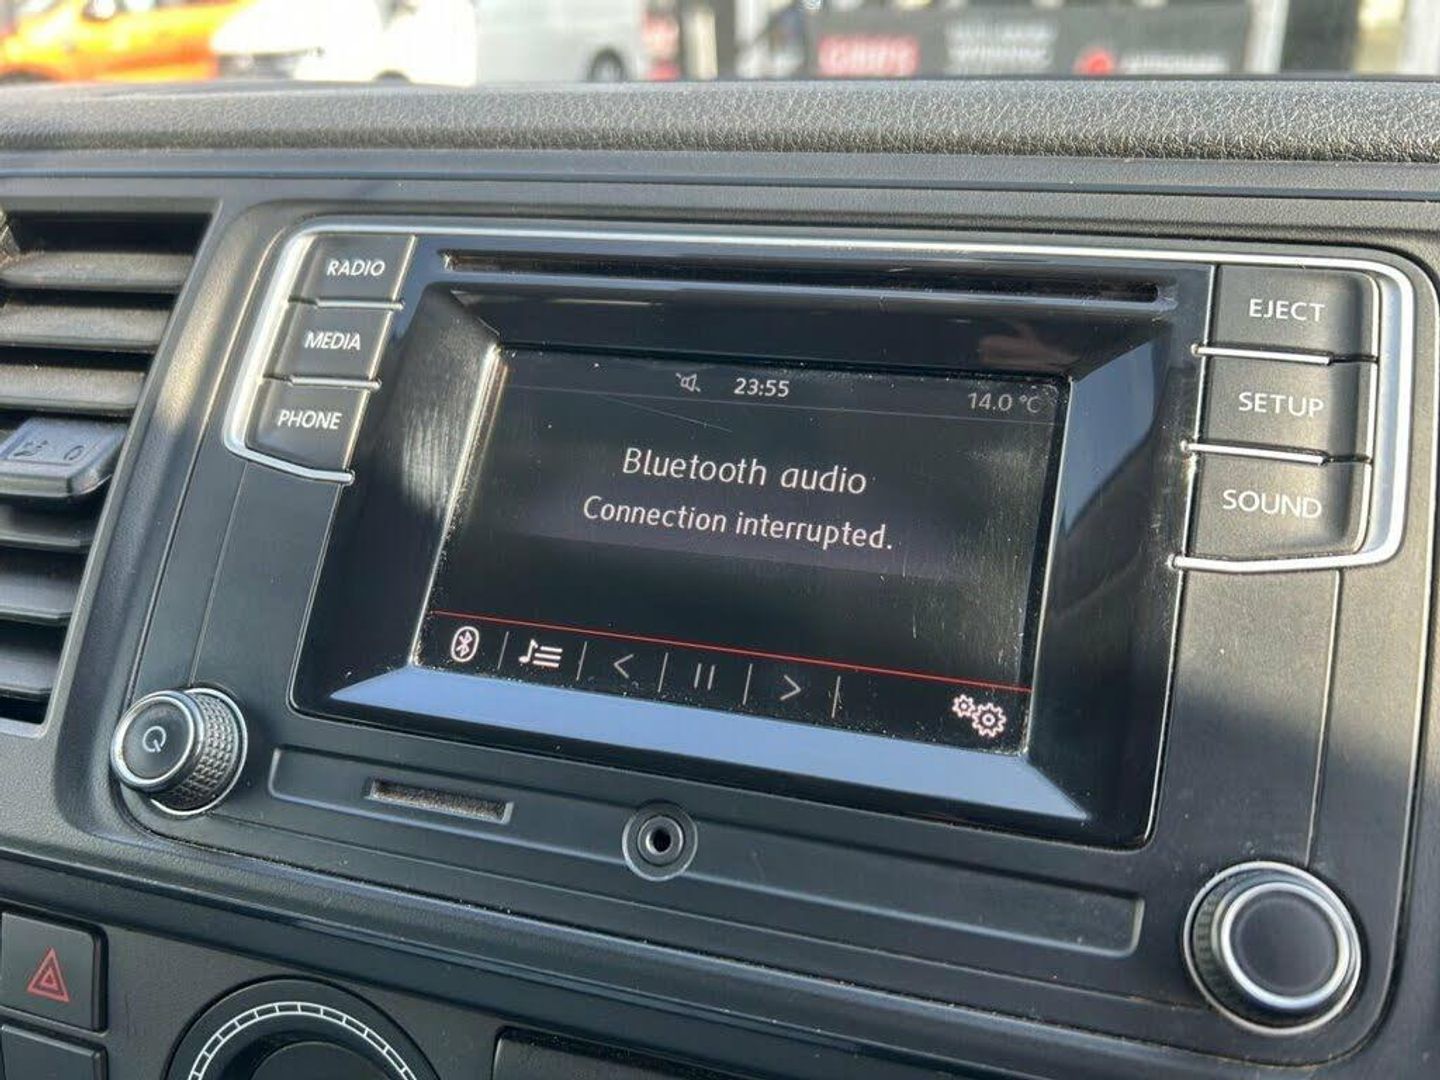 RADIO
MEDIA
PHONE
EJECT
SETUP
SOUND
23:55
14.0 °C
Bluetooth audio
Connection interrupted.